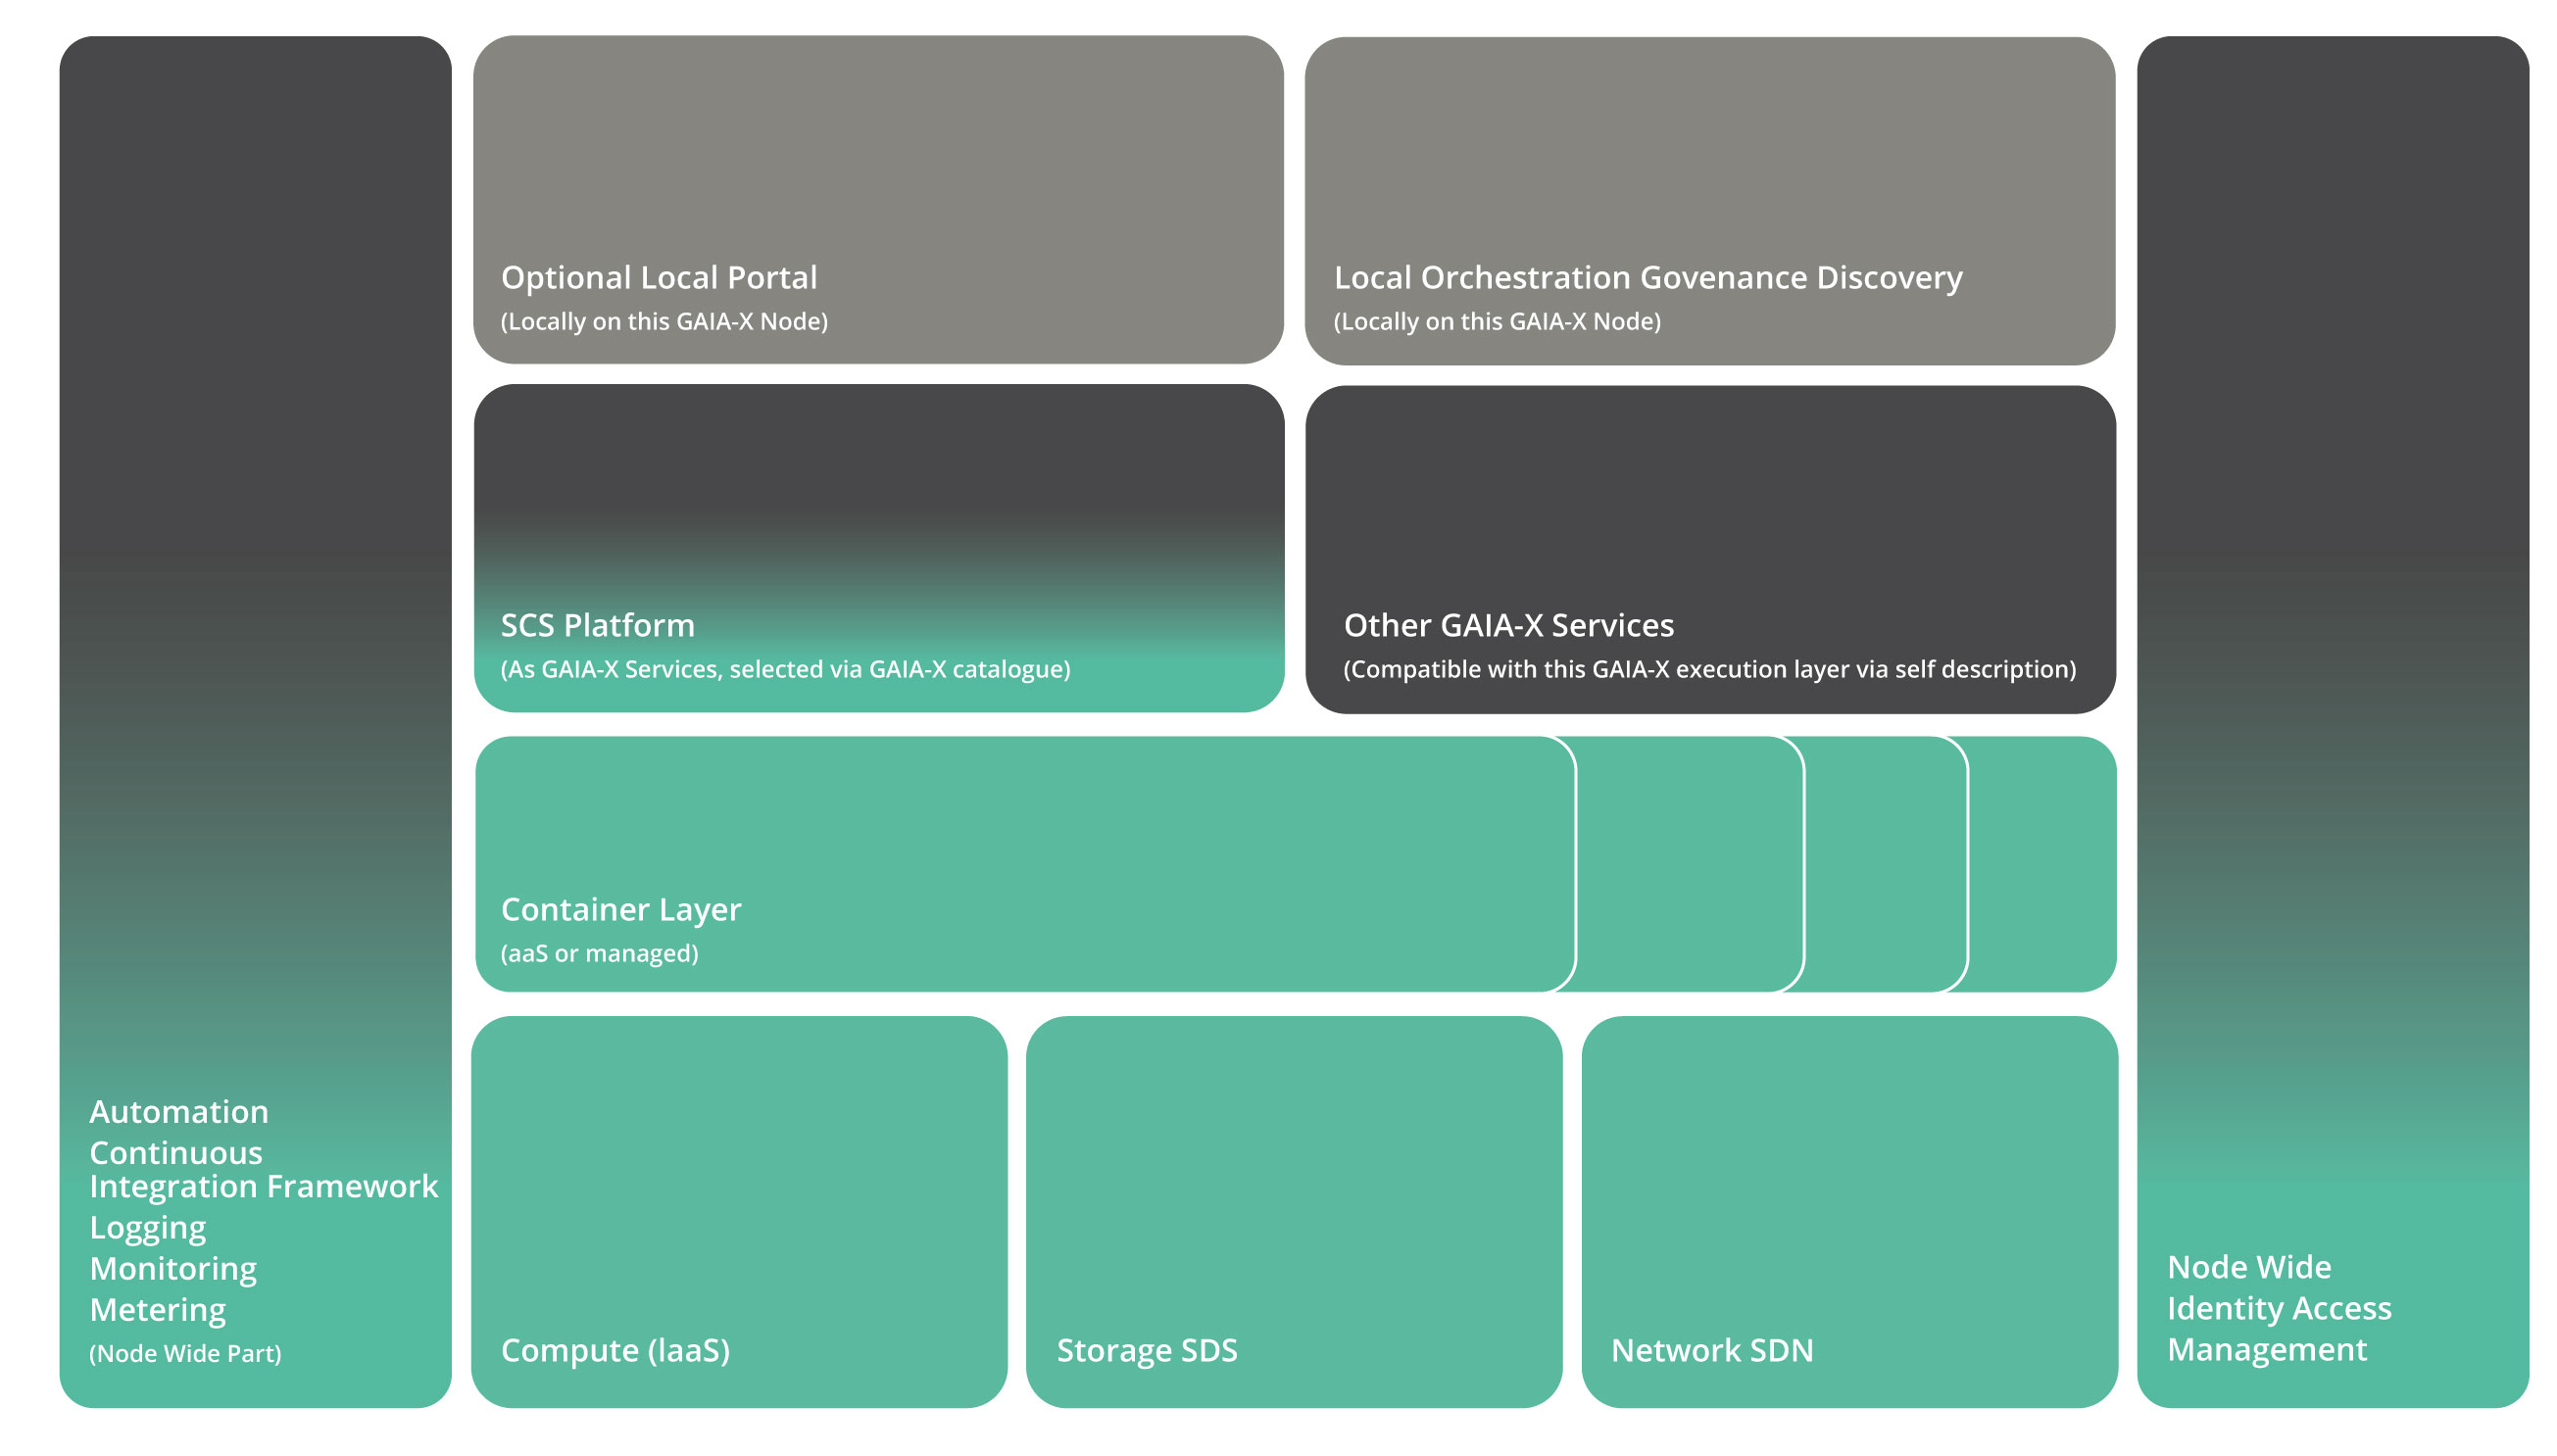 Optional Local Portal
(Locally on this GAIA-X Node)
Local Orchestration Govenance Discovery
(Locally on this GAIA-X Node)
SCS Platform
(As GAIA-X Services, selected via GAIA-X catalogue)
Other GAIA-X Services
(Compatible with this GAIA-X execution layer via self description)
Container Layer
(aaS or managed)
Automation
Continuous
Integration Framework
Logging
Monitoring
Metering
(Node Wide Part)
Compute (IaaS)
Storage SDS
Network SDN
Node Wide
Identity Access
Management